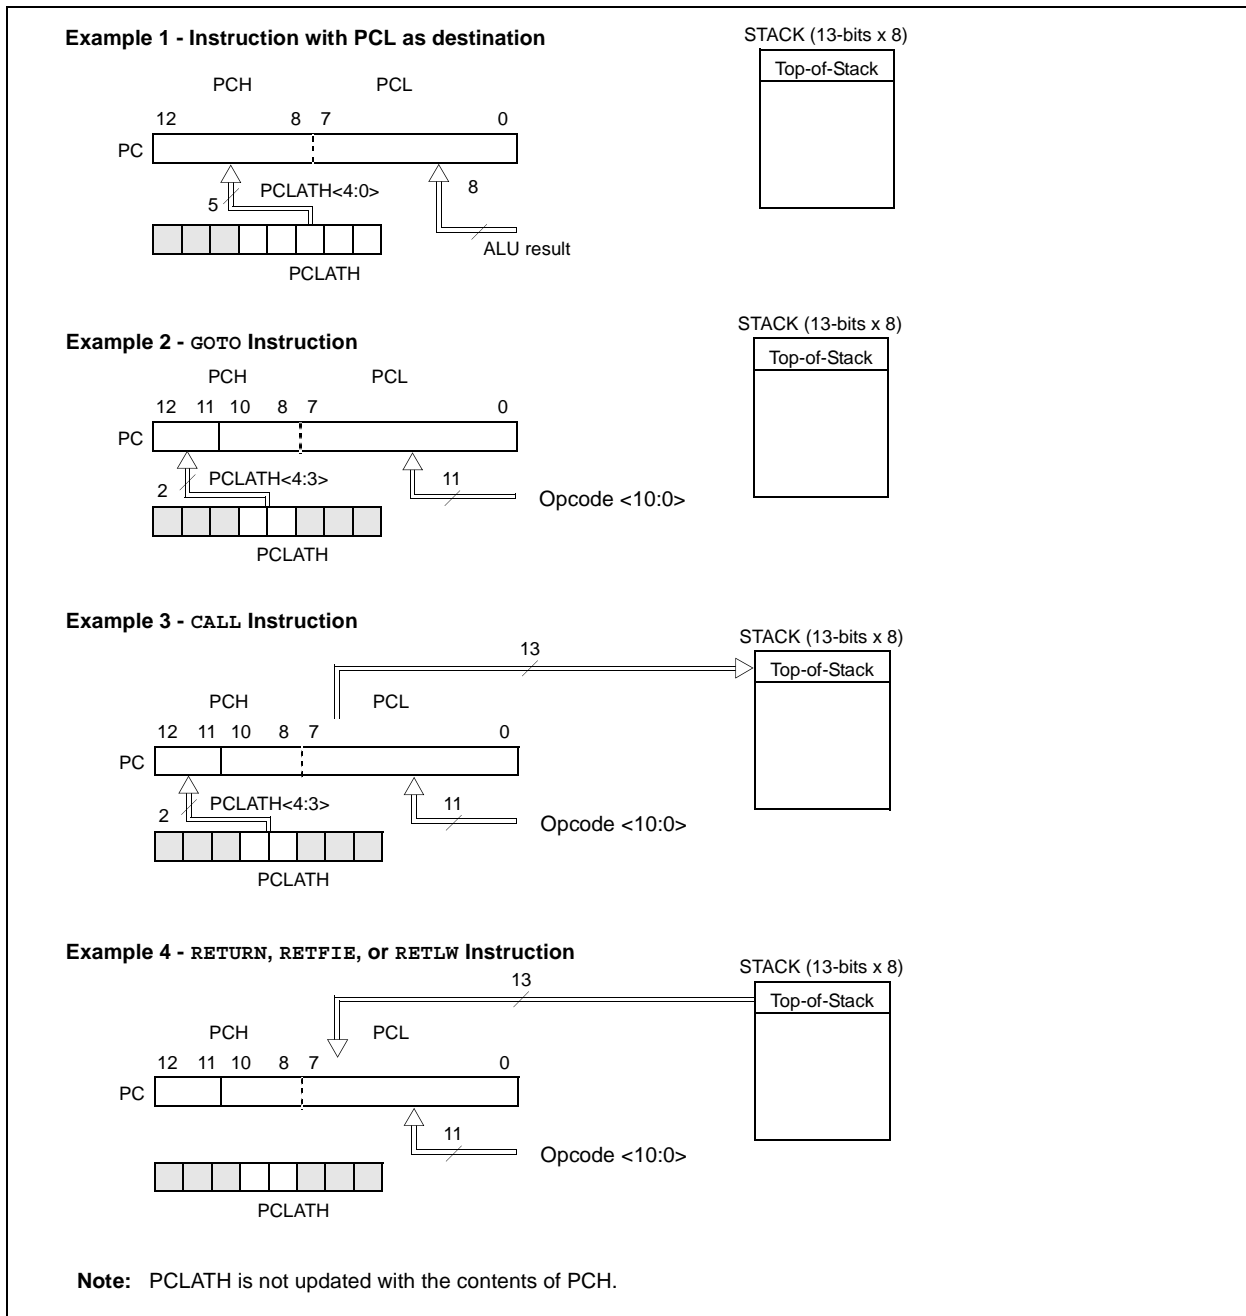 Example 1 - Instruction with PCL as destination
STACK (13-bits x 8)
Top-of-Stack
PCH PCL
12 8 7 0
PC
5 PCLATH<4:0> 8
ALU result
PCLATH
Example 2 - GOTO Instruction
STACK (13-bits x 8)
Top-of-Stack
PCH PCL
12 11 10 8 7 0
PC
2 PCLATH<4:3> 11
Opcode <10:0>
PCLATH
Example 3 - CALL Instruction
STACK (13-bits x 8)
13
Top-of-Stack
PCH PCL
12 11 10 8 7 0
PC
2 PCLATH<4:3> 11
Opcode <10:0>
PCLATH
Example 4 - RETURN, RETFIE, or RETLW Instruction
STACK (13-bits x 8)
13
Top-of-Stack
PCH PCL
12 11 10 8 7 0
PC
11
Opcode <10:0>
PCLATH
Note: PCLATH is not updated with the contents of PCH.